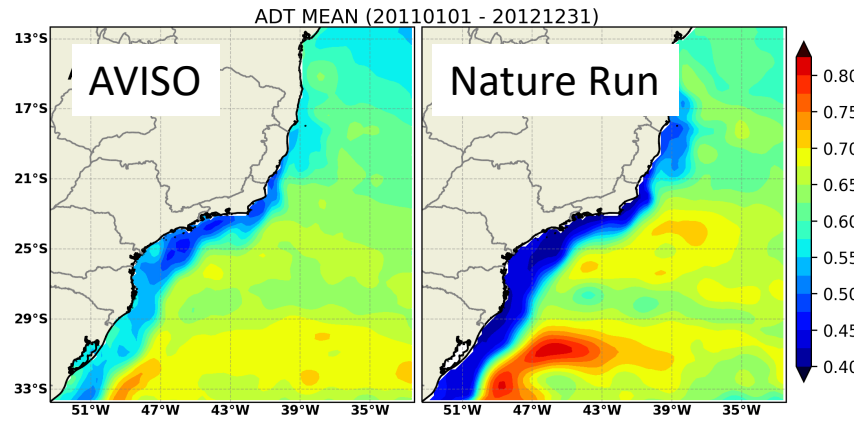 ADT MEAN (20110101 - 20121231)
AVISO
Nature Run
13°S
17°S
21°S
25°S
29°S
33°S
51°W 47°W 43°W 39°W 35°W
51°W 47°W 43°W 39°W 35°W
0.80
0.75
0.70
0.65
0.60
0.55
0.50
0.45
0.40